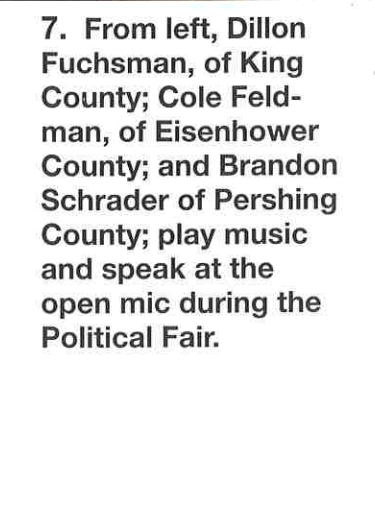 7. From left, Dillon
Fuchsman, of King
County; Cole Feld-
man, of Eisenhower
County; and Brandon
Schrader of Pershing
County; play music
and speak at the
open mic during the
Political Fair.